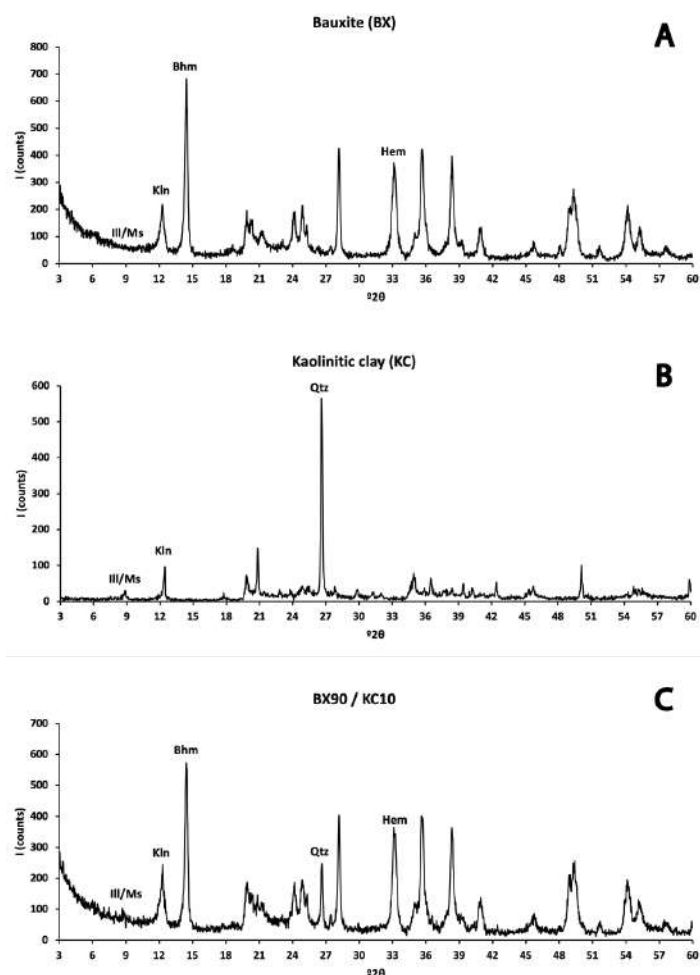 Bauxite (BX)
A
I (counts)
800
700
600
500
400
300
200
100
0
Bhm
Kln
Ill/Ms
Hem
3 6 9 12 15 18 21 24 27 30 33 36 39 42 45 48 51 54 57 60
º2θ
Kaolinitic clay (KC)
B
I (counts)
600
500
400
300
200
100
0
Qtz
Kln
Ill/Ms
3 6 9 12 15 18 21 24 27 30 33 36 39 42 45 48 51 54 57 60
º2θ
BX90 / KC10
C
I (counts)
700
600
500
400
300
200
100
0
Bhm
Kln
Ill/Ms
Qtz
Hem
3 6 9 12 15 18 21 24 27 30 33 36 39 42 45 48 51 54 57 60
º2θ